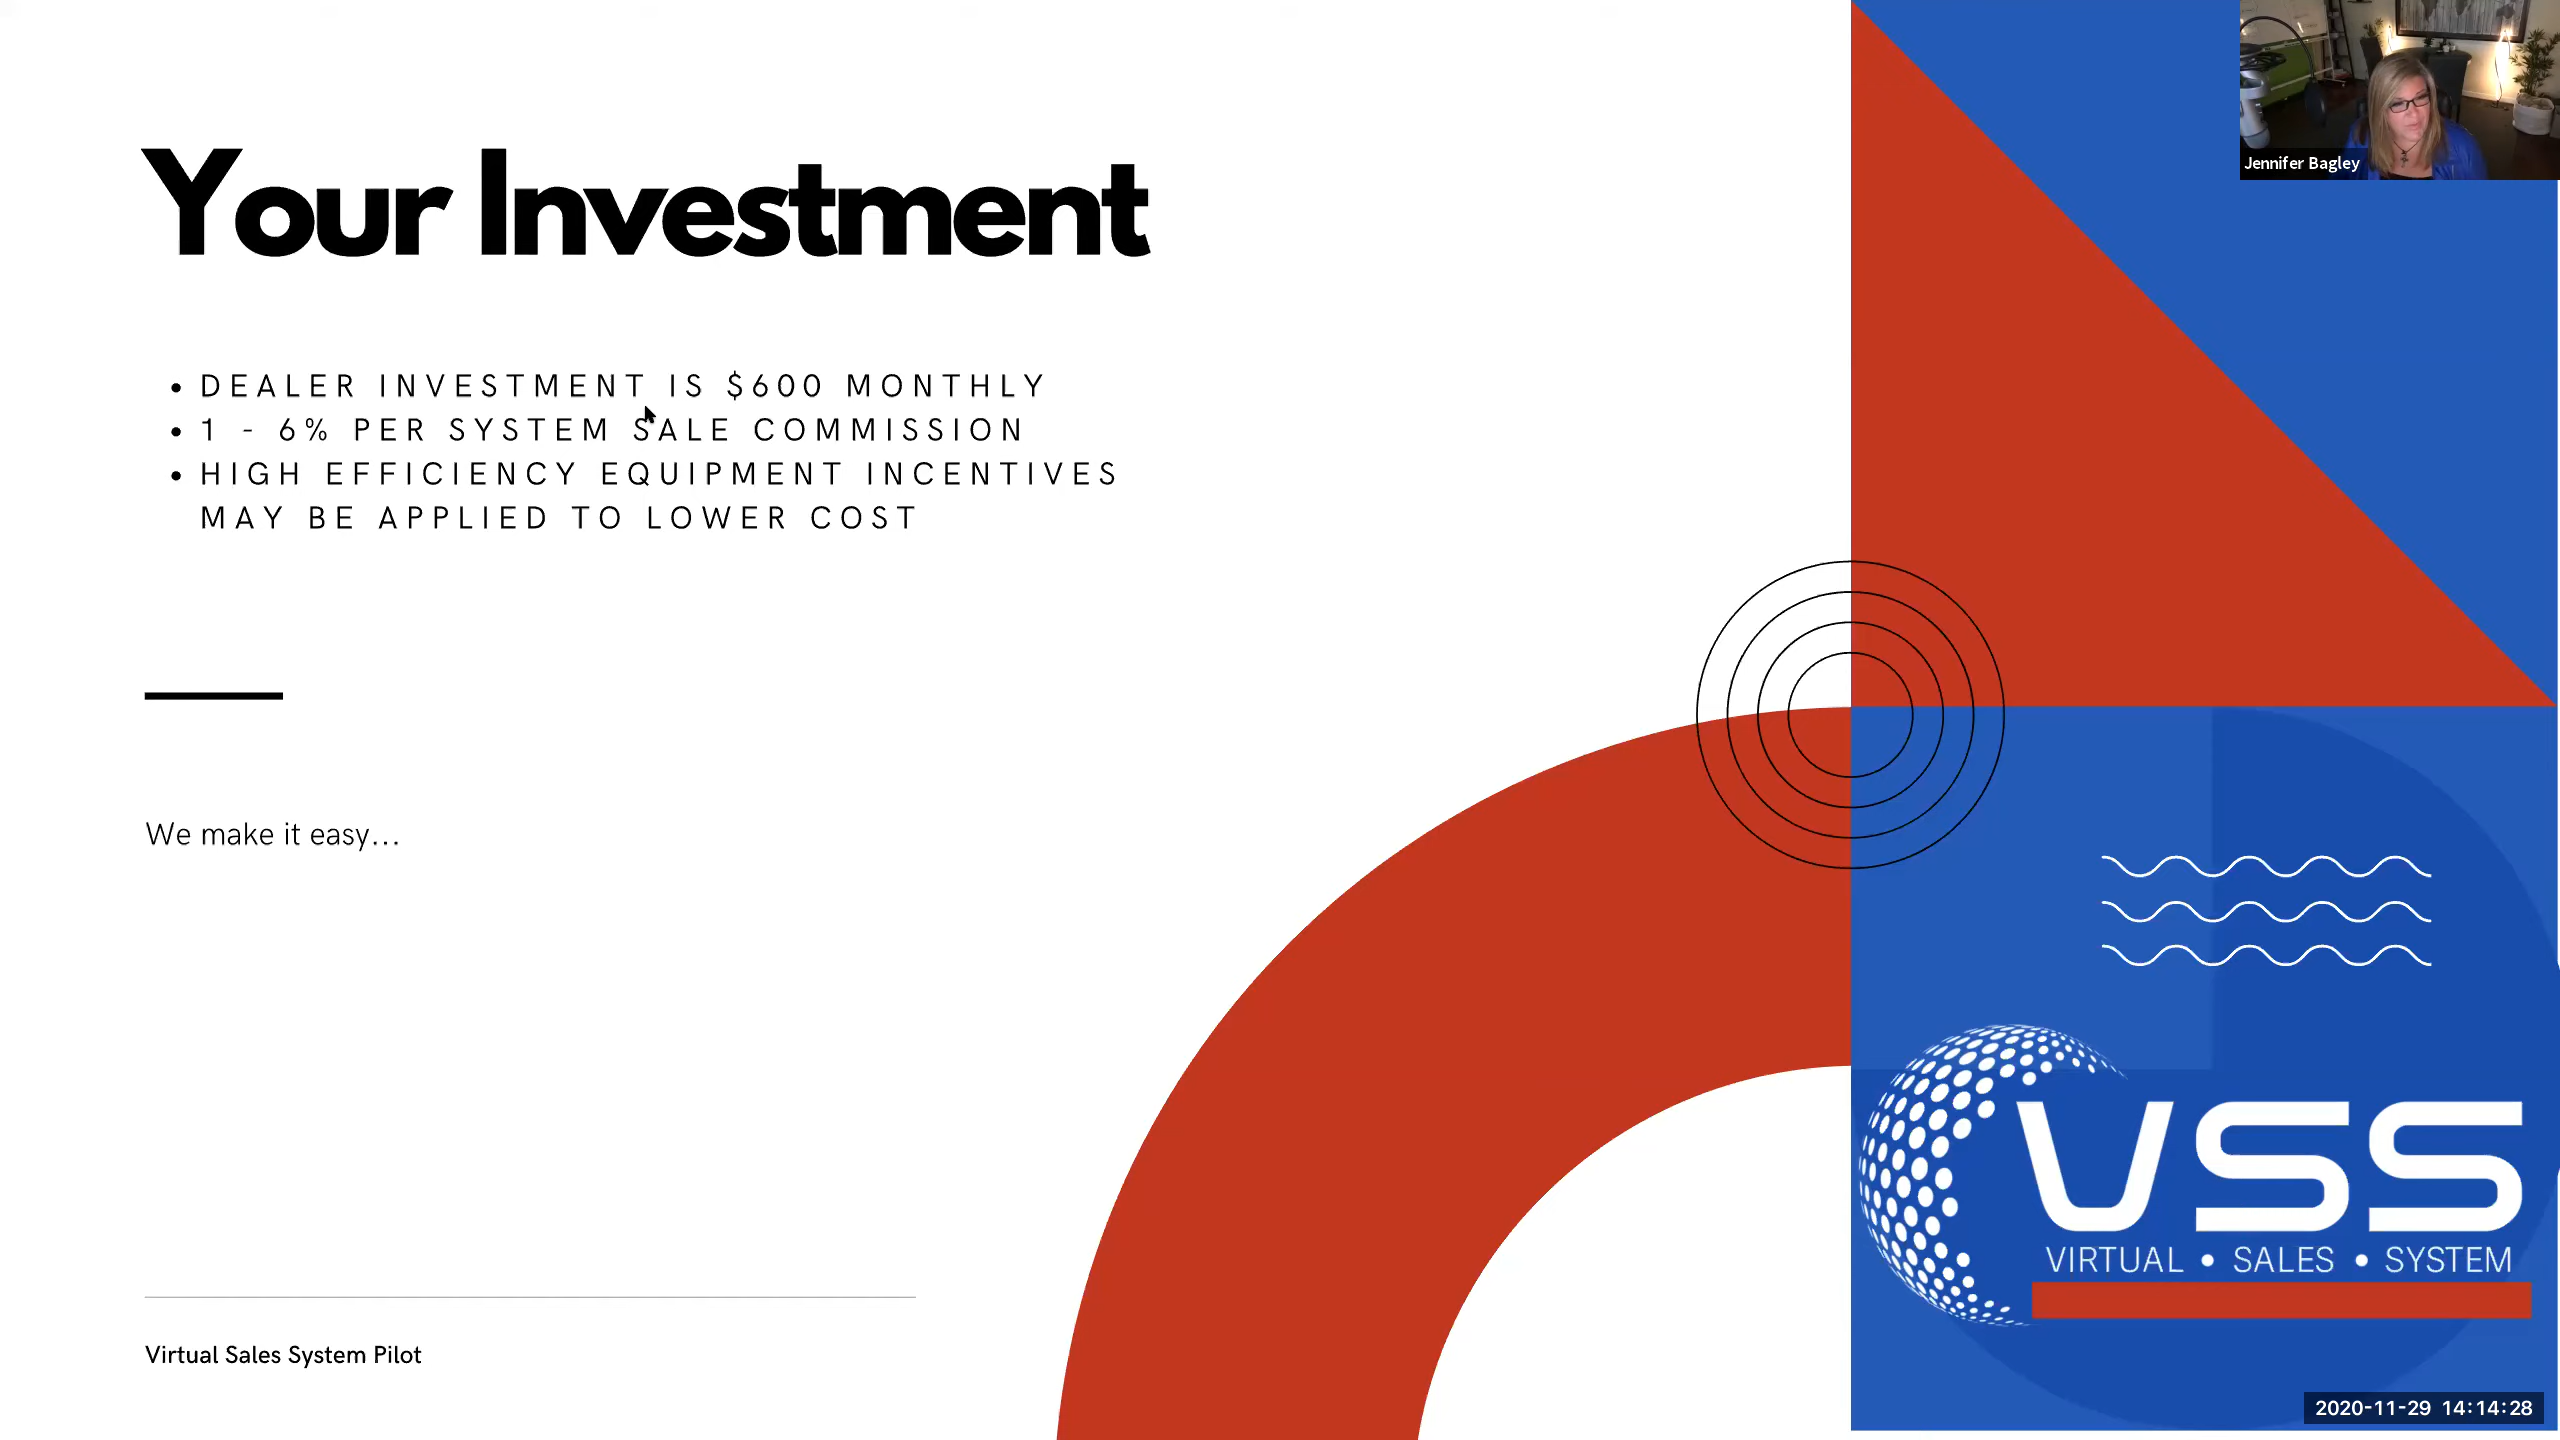 Your Investment
DEALER INVESTMENT IS $600 MONTHLY
1 - 6% PER SYSTEM SALE COMMISSION
HIGH EFFICIENCY EQUIPMENT INCENTIVES
MAY BE APPLIED TO LOWER COST
We make it easy...
Virtual Sales System Pilot
Jennifer Bagley
VSS
VIRTUAL • SALES • SYSTEM
2020-11-29 14:14:28